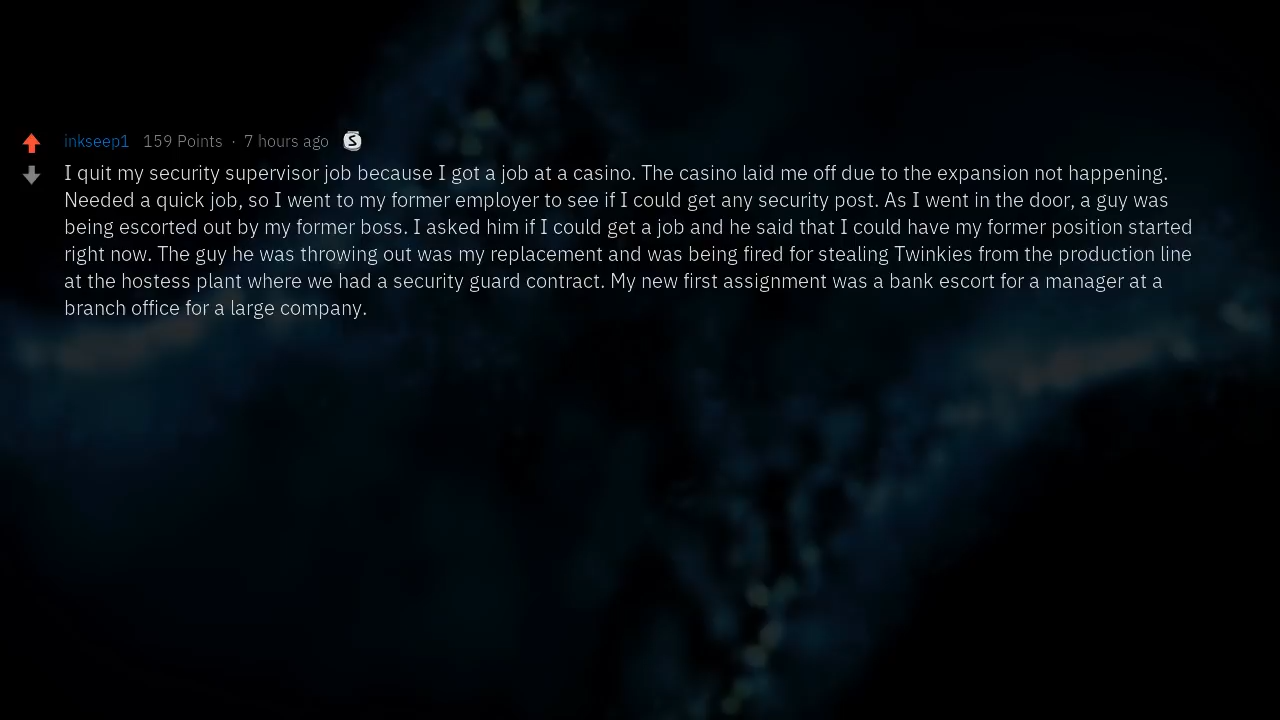 inkseep1 159 Points · 7 hours ago S
I quit my security supervisor job because I got a job at a casino. The casino laid me off due to the expansion not happening.
Needed a quick job, so I went to my former employer to see if I could get any security post. As I went in the door, a guy was
being escorted out by my former boss. I asked him if I could get a job and he said that I could have my former position started
right now. The guy he was throwing out was my replacement and was being fired for stealing Twinkies from the production line
at the hostess plant where we had a security guard contract. My new first assignment was a bank escort for a manager at a
branch office for a large company.